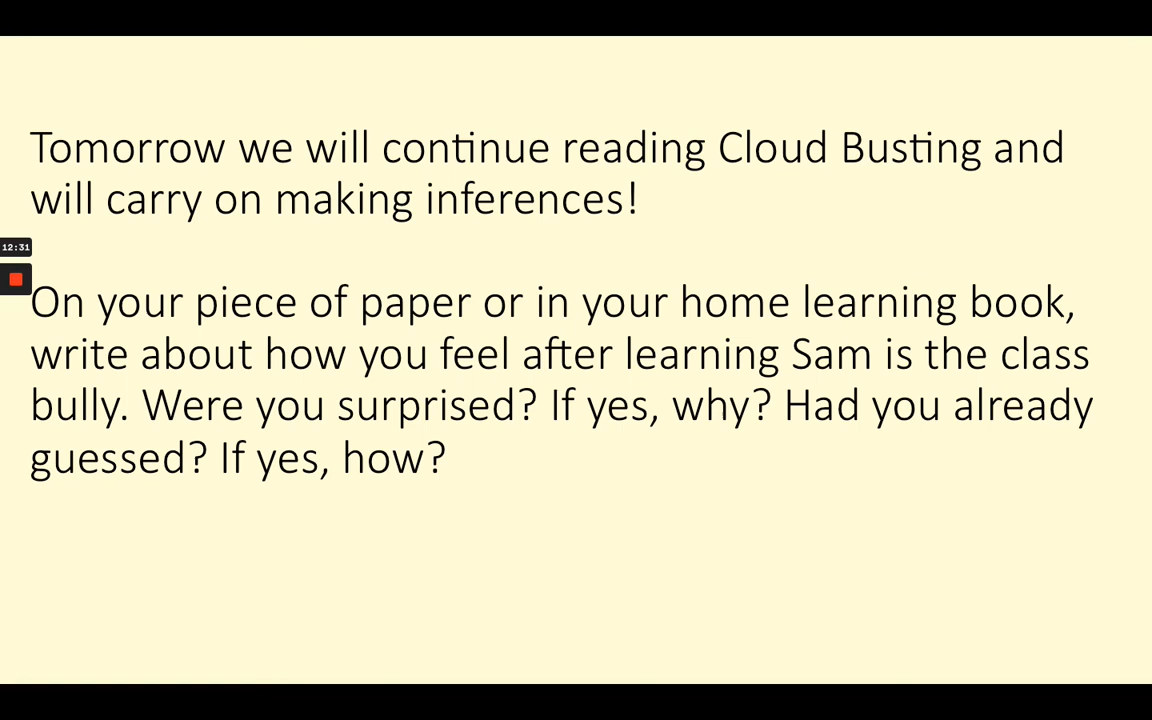 Tomorrow we will continue reading Cloud Busting and
will carry on making inferences!
12:31
On your piece of paper or in your home learning book,
write about how you feel after learning Sam is the class
bully. Were you surprised? If yes, why? Had you already
guessed? If yes, how?